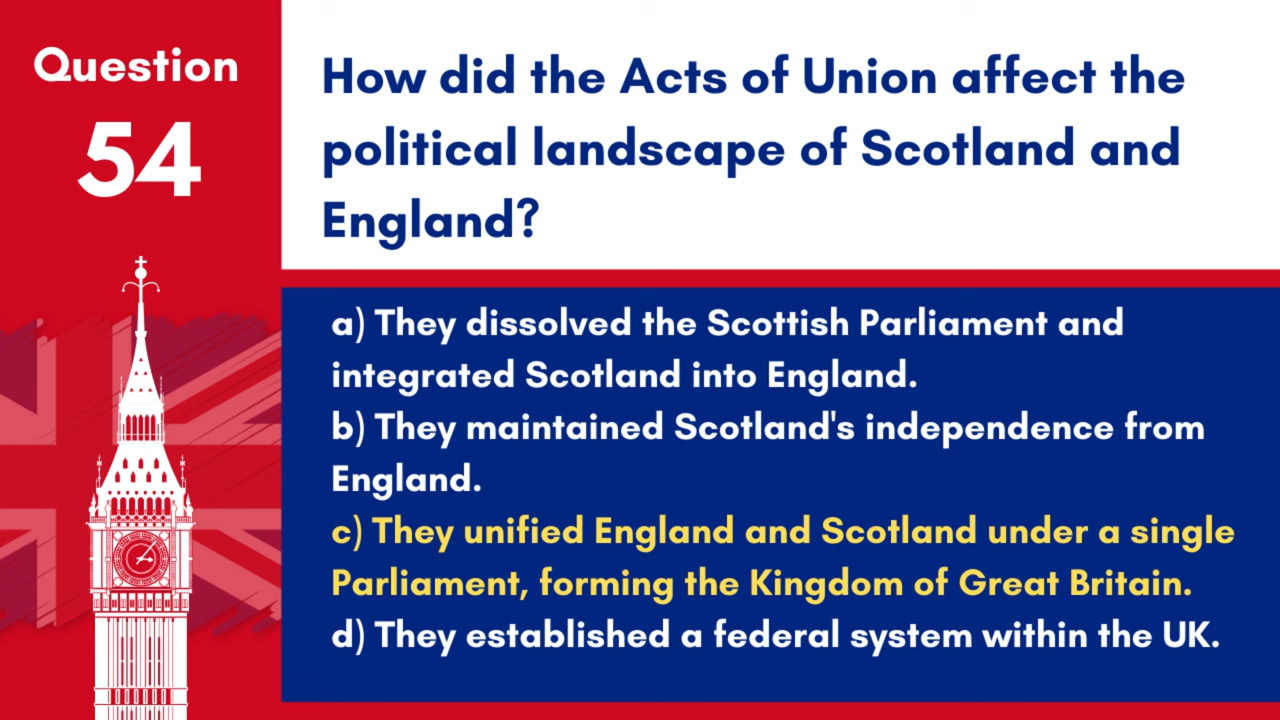 Question
54
How did the Acts of Union affect the
political landscape of Scotland and
England?
a) They dissolved the Scottish Parliament and
integrated Scotland into England.
b) They maintained Scotland's independence from
England.
c) They unified England and Scotland under a single
Parliament, forming the Kingdom of Great Britain.
d) They established a federal system within the UK.